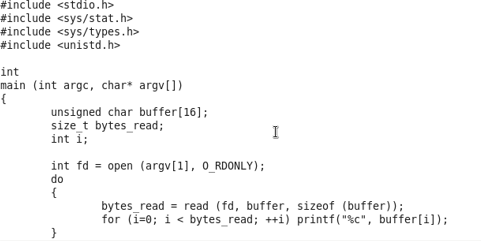 #include <stdio.h>
#include <sys/stat.h>
#include <sys/types.h>
#include <unistd.h>
int
main (int argc, char* argv[])
{
unsigned char buffer[16];
size_t bytes_read;
int i;
int fd = open (argv[1], O_RDONLY);
do
{
bytes_read = read (fd, buffer, sizeof (buffer));
for (i=0; i < bytes_read; ++i) printf("%c", buffer[i]);
}